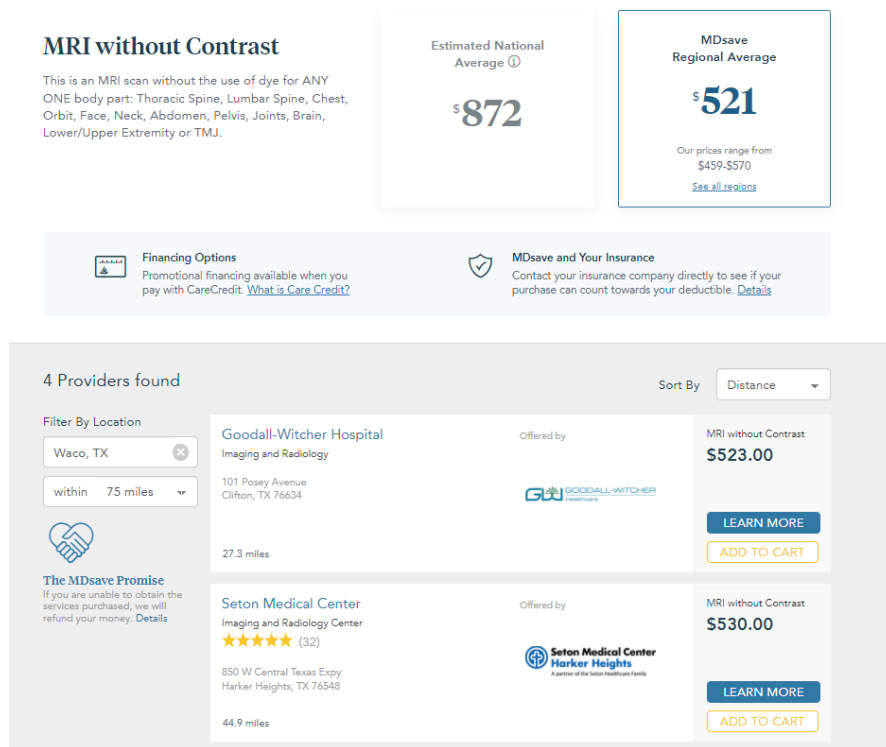 MRI without Contrast
This is an MRI scan without the use of dye for ANY
ONE body part: Thoracic Spine, Lumbar Spine, Chest,
Orbit, Face, Neck, Abdomen, Pelvis, Joints, Brain,
Lower/Upper Extremity or TMJ.
Estimated National
Average
$872
MDsave
Regional Average
$521
Our prices range from
$459-$570
See all regions
Financing Options
Promotional financing available when you
pay with CareCredit. What is Care Credit?
MDsave and Your Insurance
Contact your insurance company directly to see if your
purchase can count towards your deductible. Details
4 Providers found
Sort By
Distance
Filter By Location
Waco, TX
within 75 miles
The MDsave Promise
If you are unable to obtain the
services purchased, we will
refund your money. Details
Goodall-Witcher Hospital
Imaging and Radiology
101 Posey Avenue
Clifton, TX 76634
27.3 miles
Offered by
GW GOODALL-WITCHER
Healthcare
MRI without Contrast
$523.00
LEARN MORE
ADD TO CART
Seton Medical Center
Imaging and Radiology Center
(32)
850 W Central Texas Expy
Harker Heights, TX 76548
44.9 miles
Offered by
Seton Medical Center
Harker Heights
A partner of the Seton Healthcare Family
MRI without Contrast
$530.00
LEARN MORE
ADD TO CART